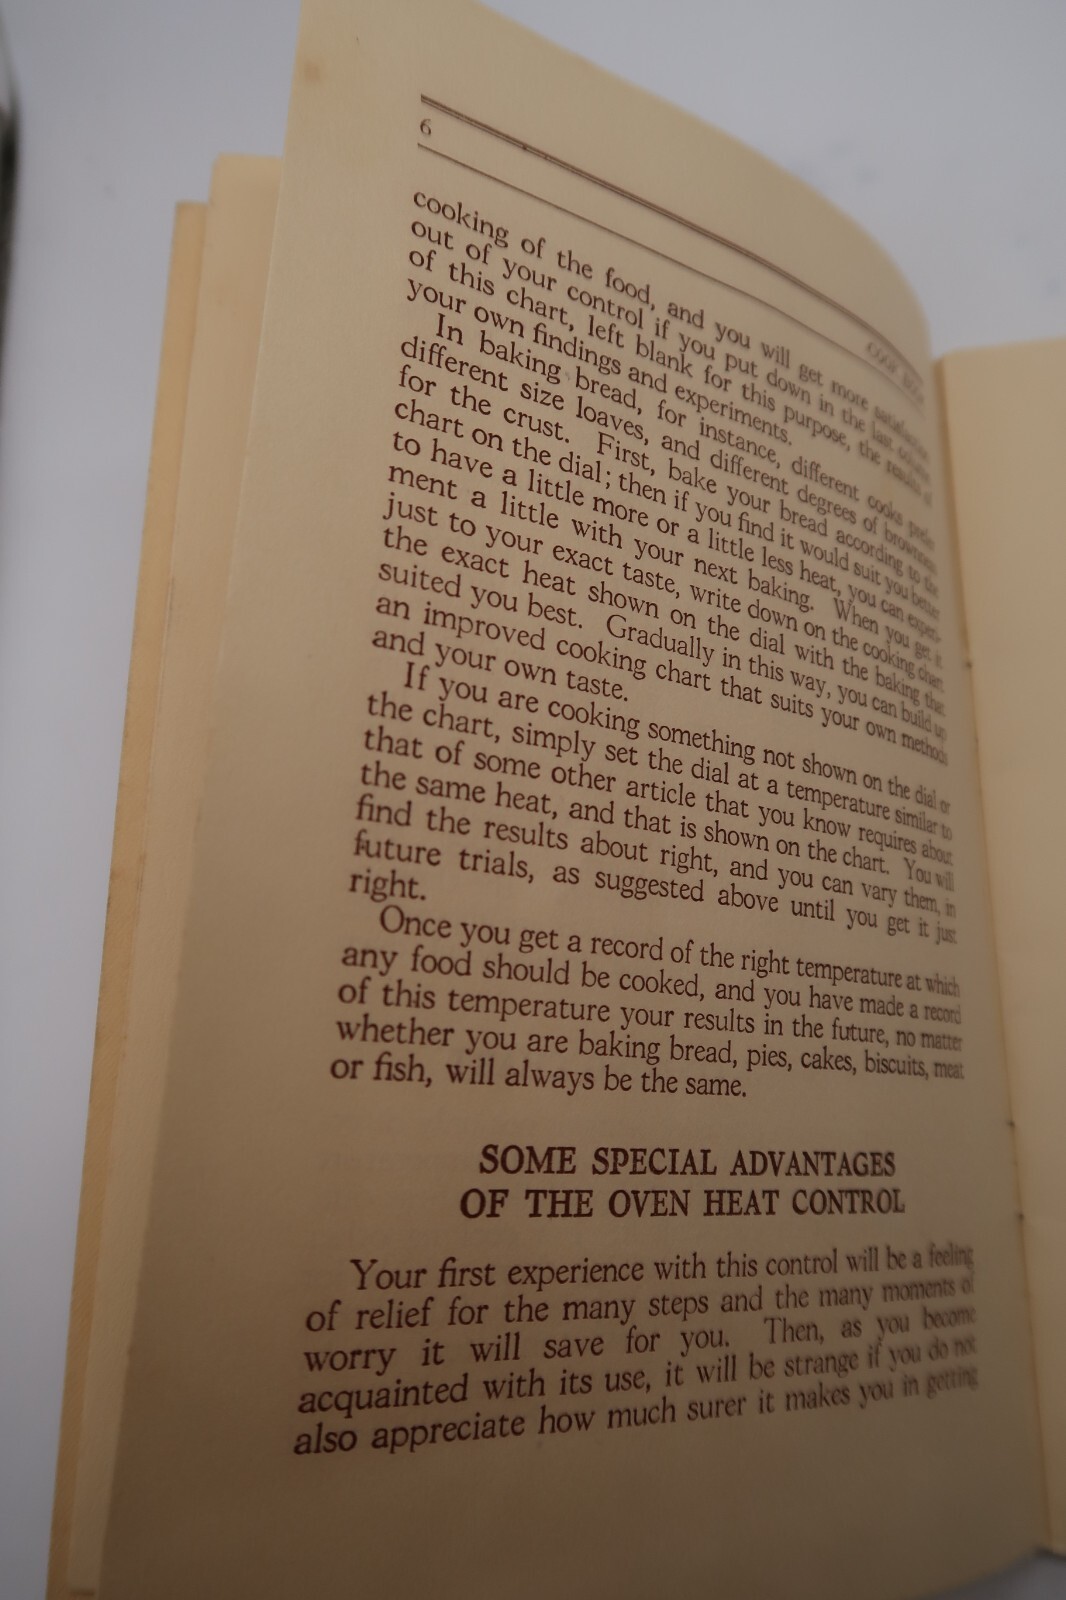 6
COOK BOOK
cooking of the food, and you will get more satisfaction
out of your control if you put down in the last column
of this chart, left blank for this purpose, the results of
your own findings and experiments.
In baking bread, for instance, different cooks prefer
different size loaves, and different degrees of brownness
for the crust. First, bake your bread according to the
chart on the dial; then if you find it would suit you better
to have a little more or a little less heat, you can experi-
ment a little with your next baking. When you get it
just to your exact taste, write down on the cooking chart
the exact heat shown on the dial with the baking that
suited you best. Gradually in this way, you can build up
an improved cooking chart that suits your own methods
and your own taste.
If you are cooking something not shown on the dial or
the chart, simply set the dial at a temperature similar to
that of some other article that you know requires about
the same heat, and that is shown on the chart. You will
find the results about right, and you can vary them, in
future trials, as suggested above until you get it just
right.
Once you get a record of the right temperature at which
any food should be cooked, and you have made a record
of this temperature your results in the future, no matter
whether you are baking bread, pies, cakes, biscuits, meat
or fish, will always be the same.
SOME SPECIAL ADVANTAGES
OF THE OVEN HEAT CONTROL
Your first experience with this control will be a feeling
of relief for the many steps and the many moments of
worry it will save for you. Then, as you become
acquainted with its use, it will be strange if you do not
also appreciate how much surer it makes you in getting